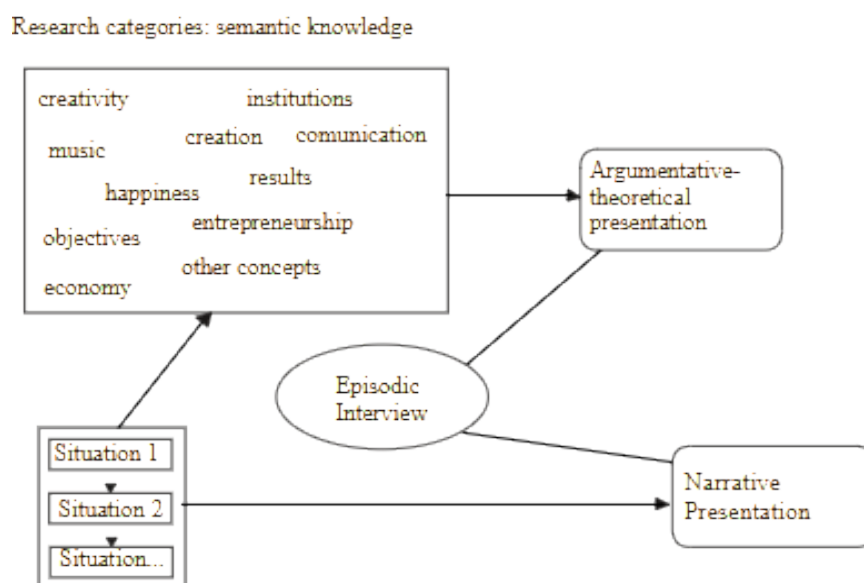 Research categories: semantic knowledge
creativity
institutions
creation
comunication
music
results
happiness
entrepreneurship
objectives
other concepts
economy
Argumentative-
theoretical
presentation
Episodic
Interview
Situation 1
Situation 2
Situation...
Narrative
Presentation